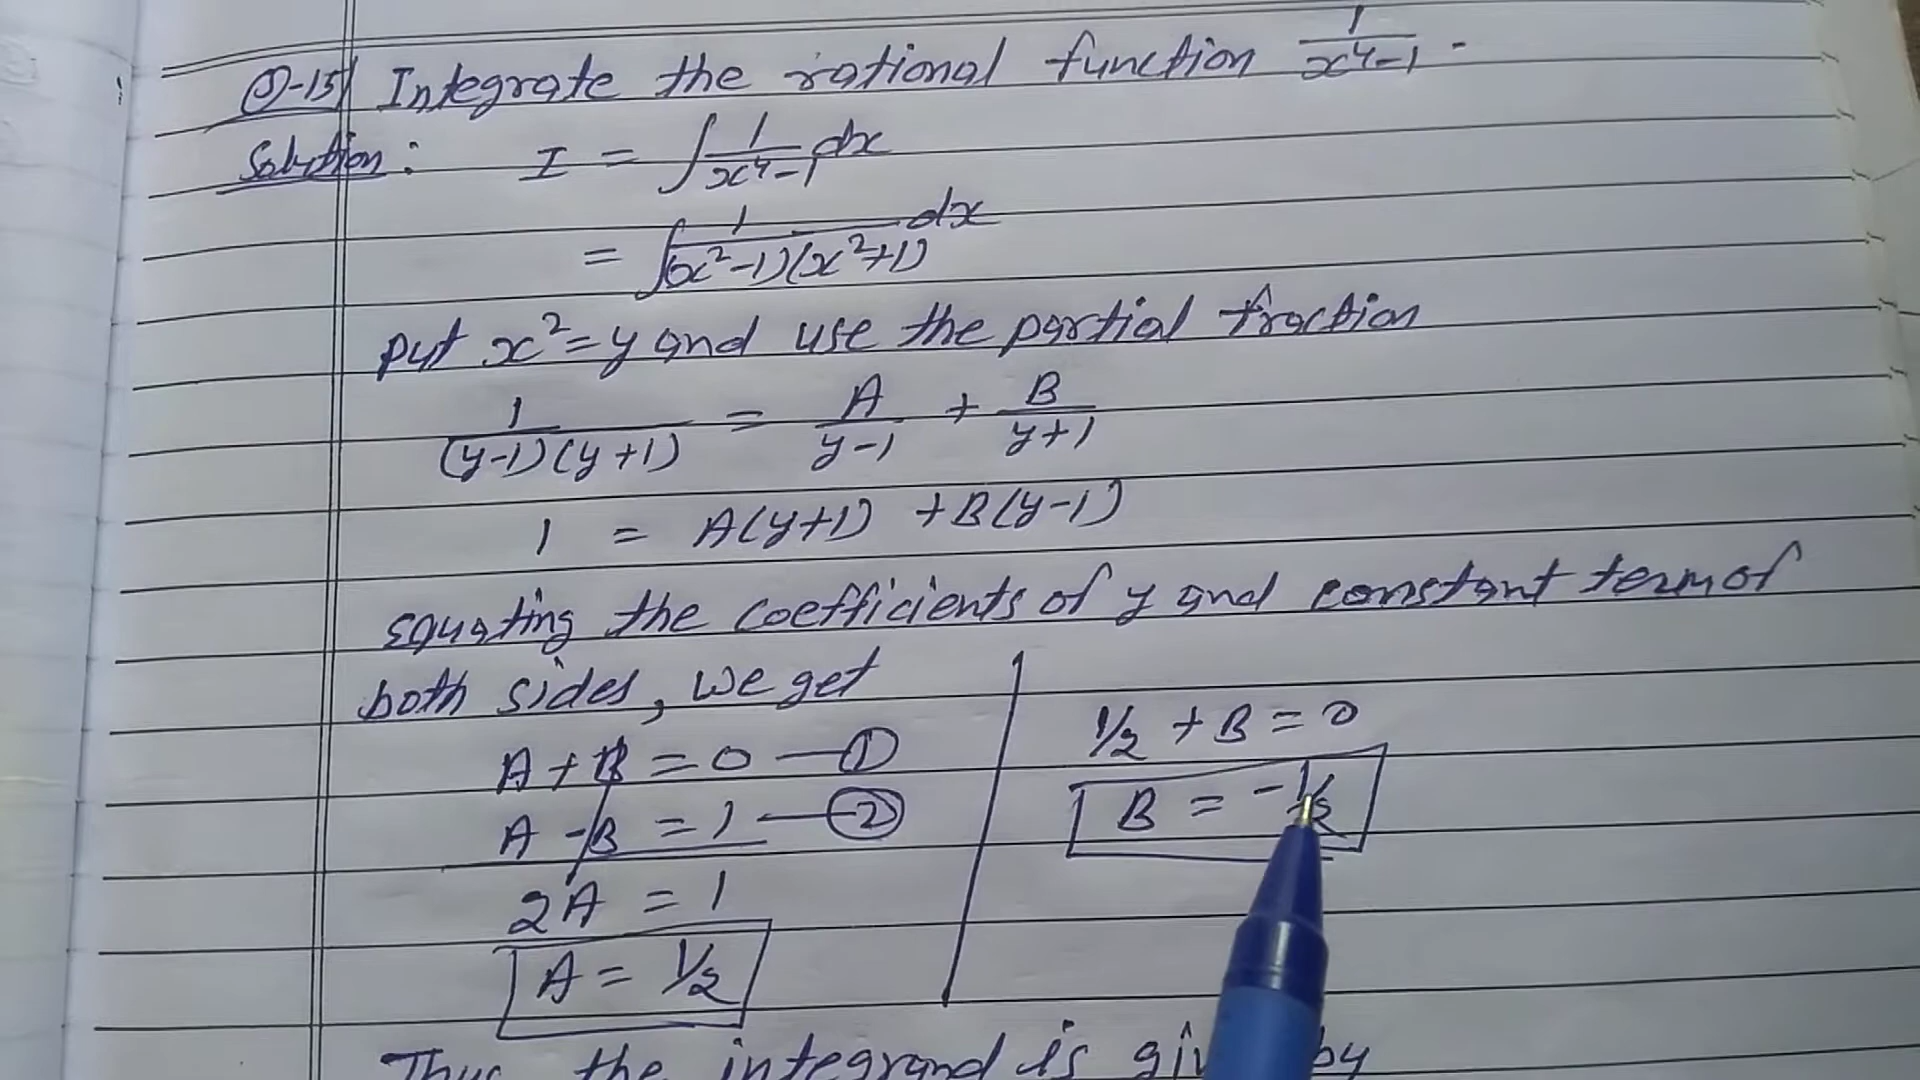 Q-15 Integrate the rational function 1/(x⁴-1).
Solution: I = ∫ 1/(x⁴-1) dx
= ∫ 1/((x²-1)(x²+1)) dx
put x² = y and use the partial fraction
1/((y-1)(y+1)) = A/(y-1) + B/(y+1)
1 = A(y+1) + B(y-1)
equating the coefficients of y and constant term of
both sides, we get
A + B = 0 — ①
A - B = 1 — ②
2A = 1
A = 1/2
1/2 + B = 0
B = -1/2
Thus the integrand is by